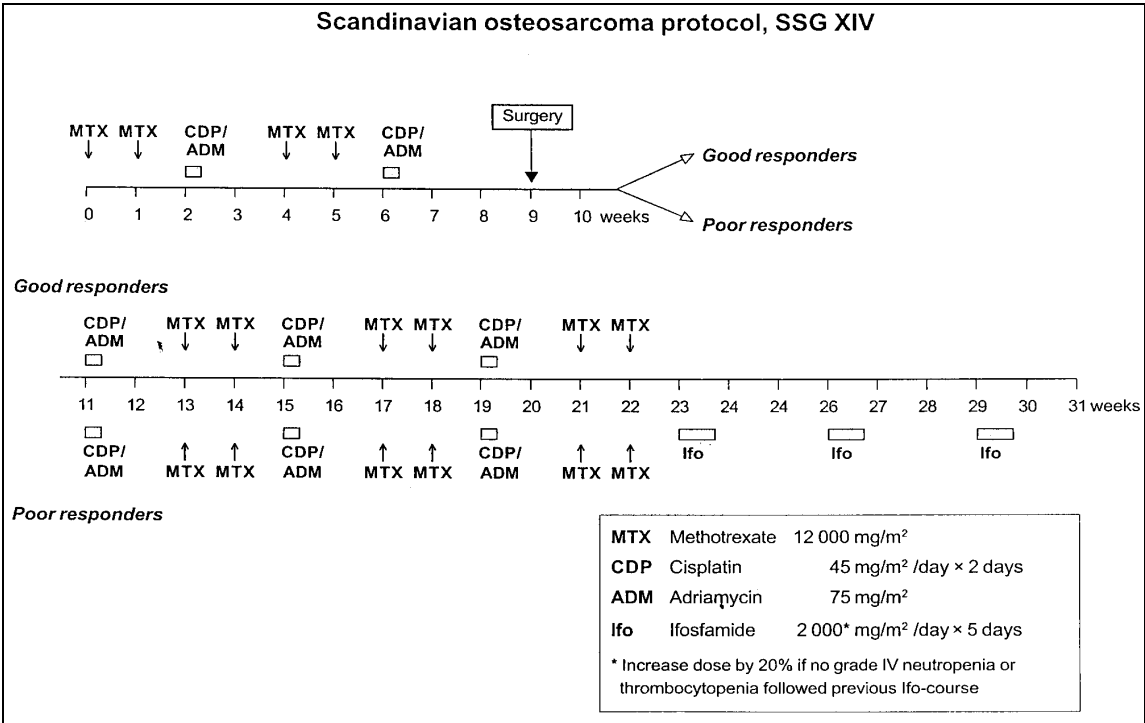 Scandinavian osteosarcoma protocol, SSG XIV
Surgery
MTX MTX CDP/ MTX MTX CDP/
ADM ADM
Good responders
0 1 2 3 4 5 6 7 8 9 10 weeks
Poor responders
Good responders
CDP/ MTX MTX CDP/ MTX MTX CDP/ MTX MTX
ADM ADM ADM
11 12 13 14 15 16 17 18 19 20 21 22 23 24 24 26 27 28 29 30 31 weeks
CDP/ CDP/ CDP/ Ifo Ifo Ifo
ADM MTX MTX ADM MTX MTX ADM MTX MTX
Poor responders
MTX Methotrexate 12 000 mg/m²
CDP Cisplatin 45 mg/m² /day × 2 days
ADM Adriamycin 75 mg/m²
Ifo Ifosfamide 2 000* mg/m² /day × 5 days
* Increase dose by 20% if no grade IV neutropenia or
thrombocytopenia followed previous Ifo-course